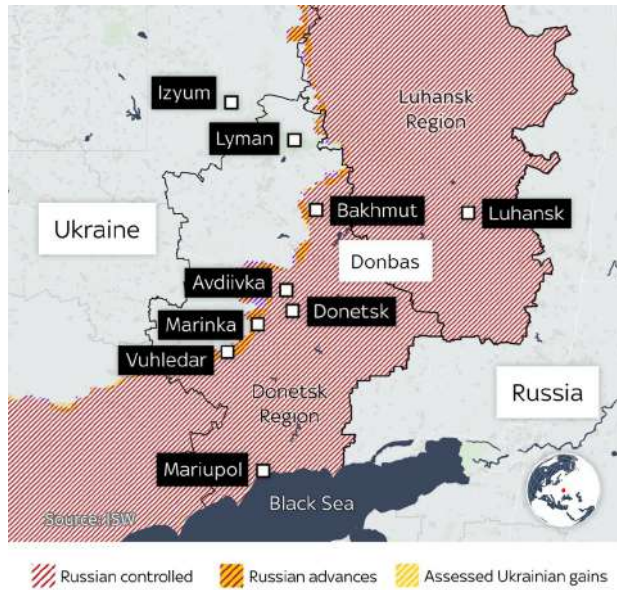 Izyum
Luhansk
Region
Lyman
Bakhmut
Luhansk
Ukraine
Donbas
Avdiivka
Donetsk
Marinka
Vuhledar
Donetsk
Region
Russia
Mariupol
Black Sea
Source: ISW
Russian controlled
Russian advances
Assessed Ukrainian gains